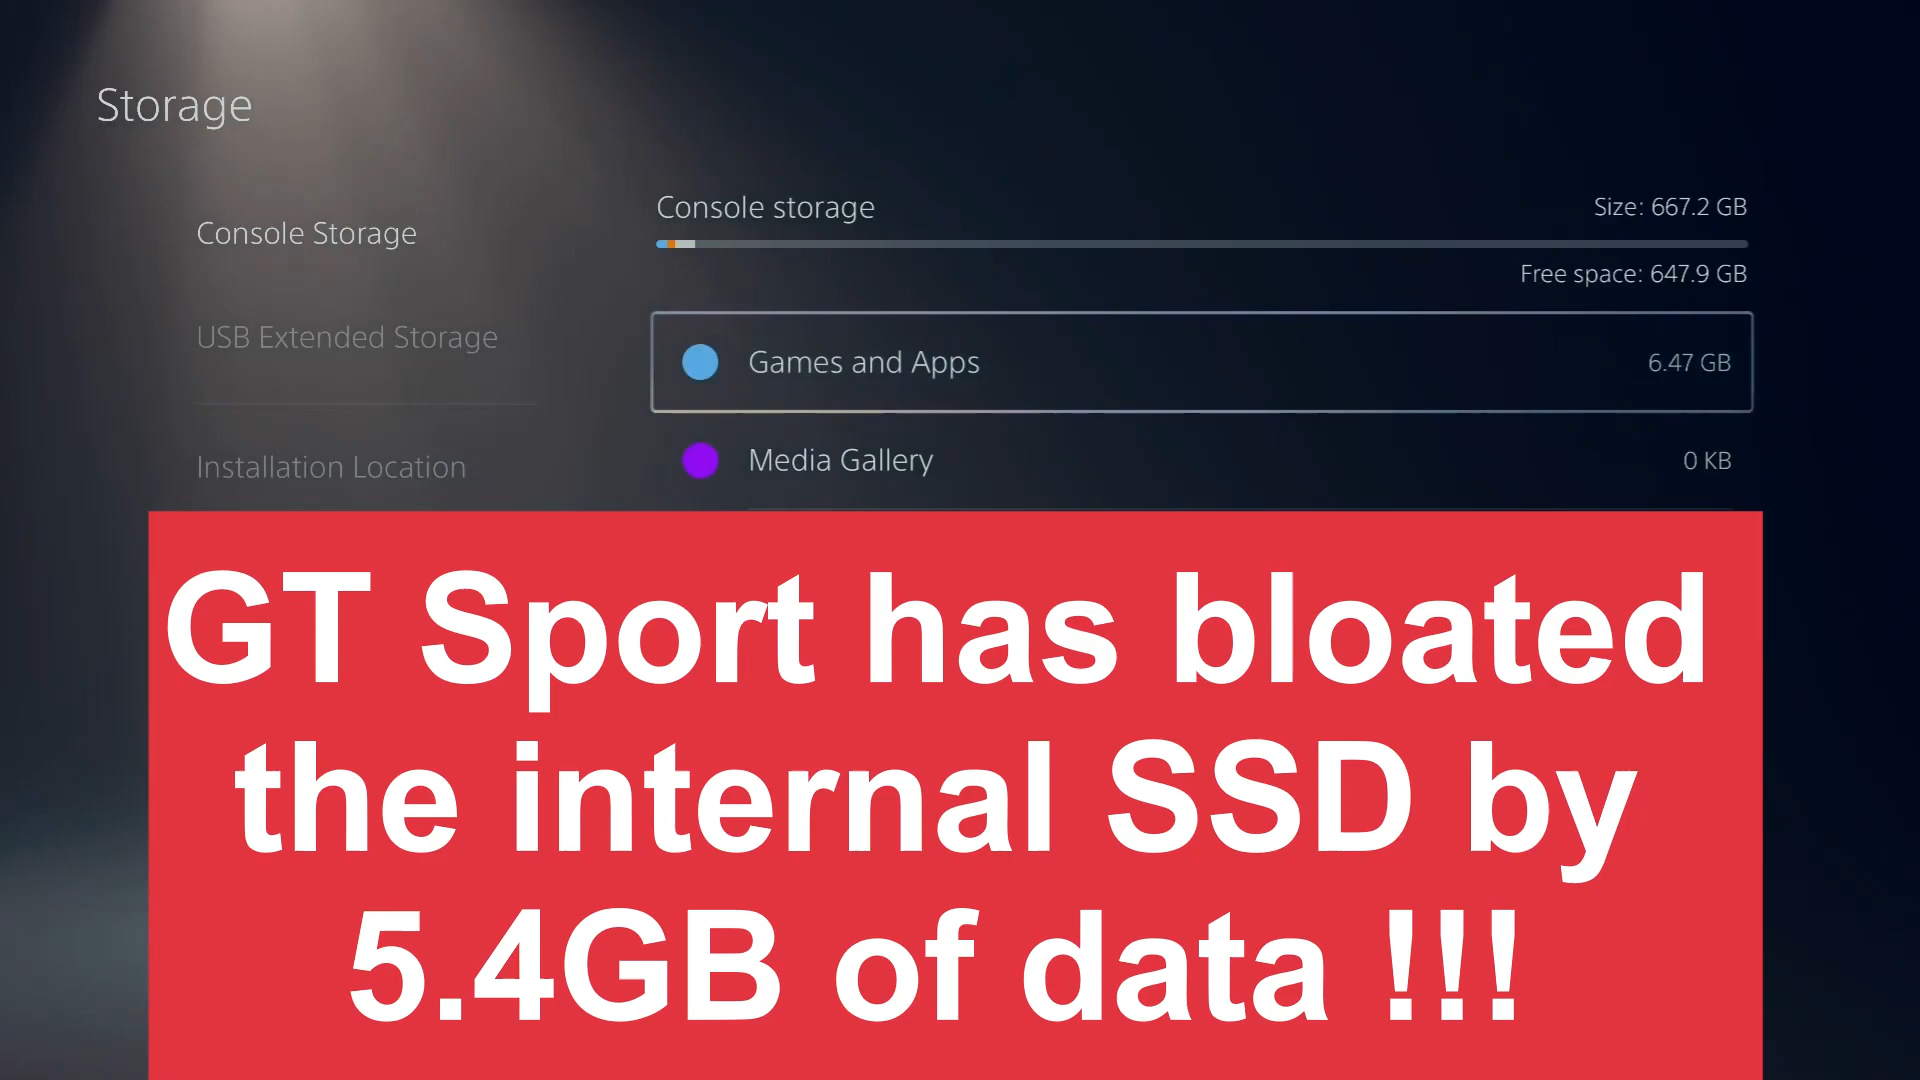 Storage
Console Storage
USB Extended Storage
Installation Location
Console storage
Size: 667.2 GB
Free space: 647.9 GB
Games and Apps
6.47 GB
Media Gallery
0 KB
GT Sport has bloated
the internal SSD by
5.4GB of data !!!